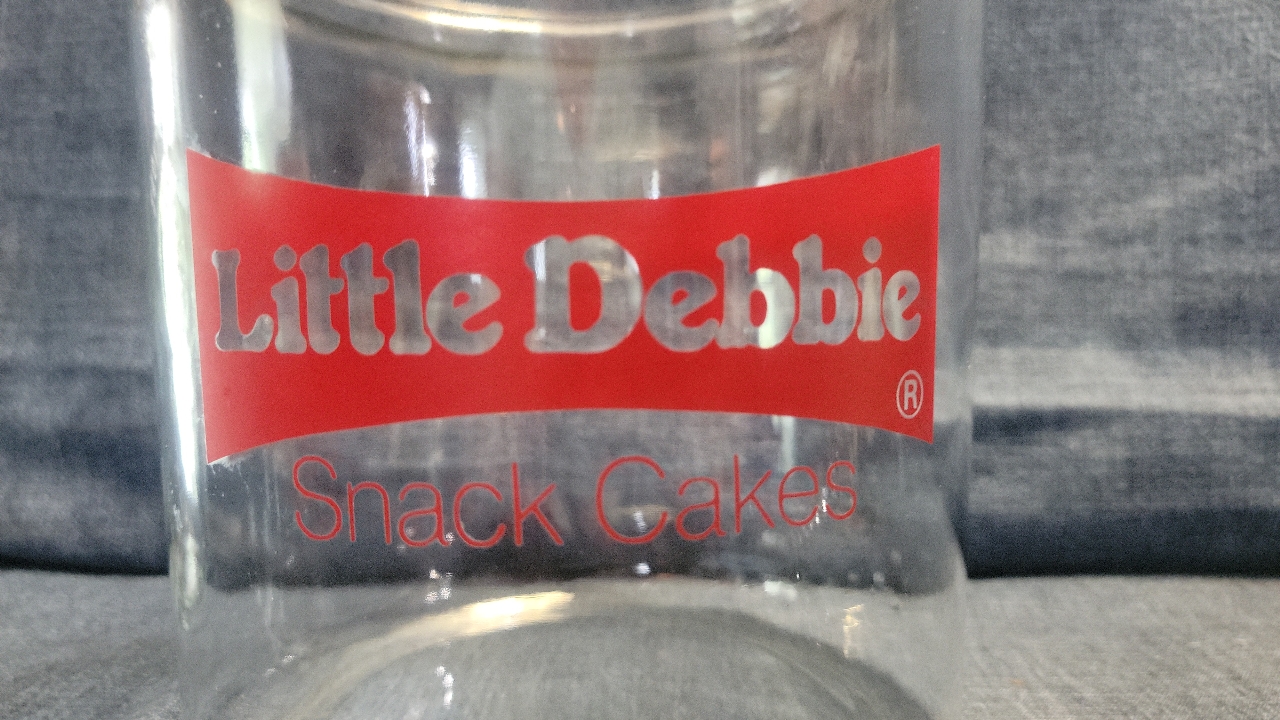 Little Debbie
®
Snack Cakes